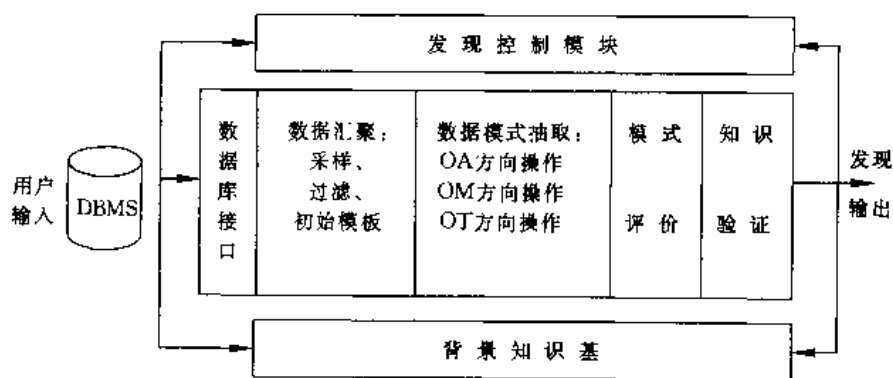 发现控制模块
用户
输入
DBMS
数
据
库
接
口
数据汇聚:
采样、
过滤、
初始模板
数据模式抽取:
OA方向操作
OM方向操作
OT方向操作
模式
评价
知识
验证
发现
输出
背景知识基